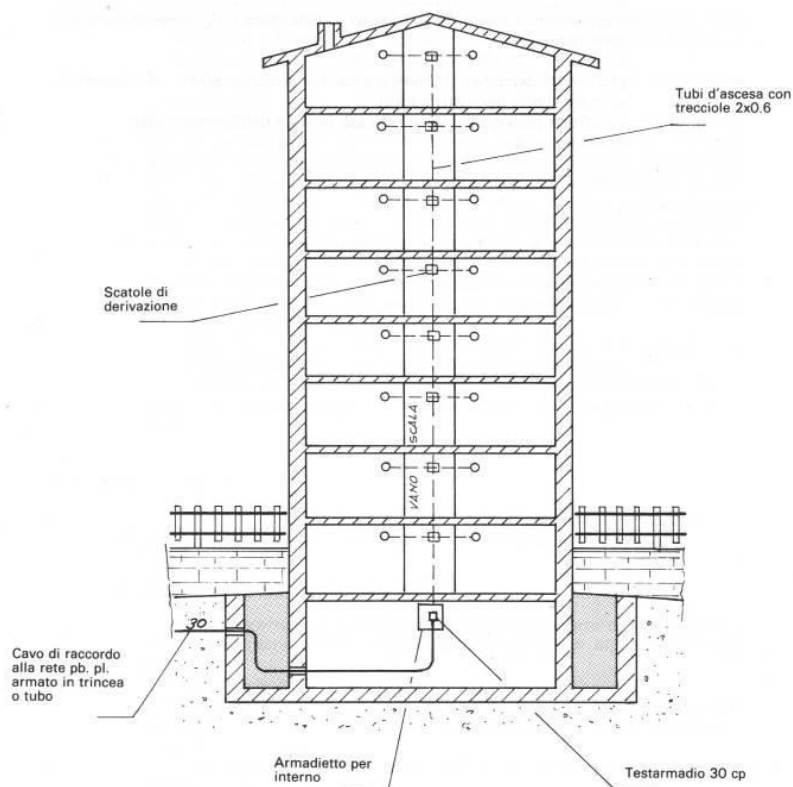 Tubi d'ascesa con
trecciole 2x0.6
Scatole di
derivazione
SCALA
VANO
30
Cavo di raccordo
alla rete pb. pl.
armato in trincea
o tubo
Armadietto per
interno
Testarmadio 30 cp